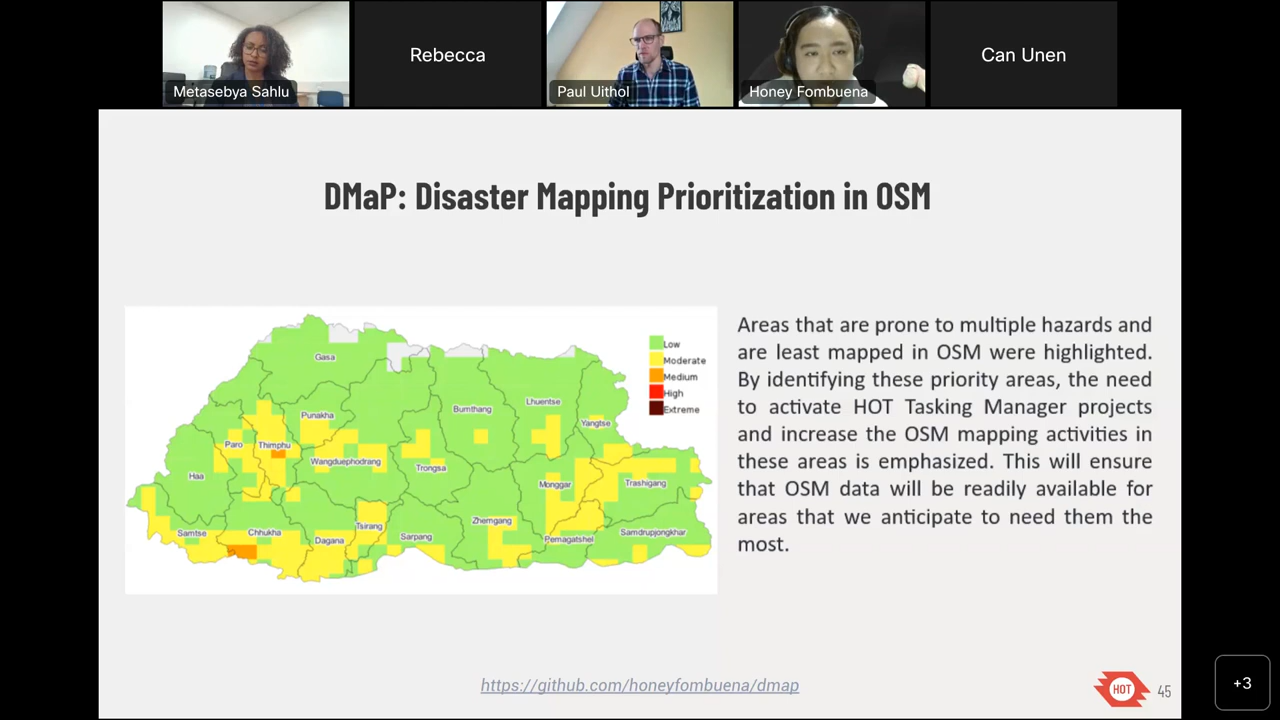 Metasebya Sahlu
Rebecca
Paul Uithol
Honey Fombuena
Can Unen
DMaP: Disaster Mapping Prioritization in OSM
Gasa
Punakha
Paro
Thimphu
Haa
Wangduephodrang
Bumthang
Lhuentse
Yangtse
Trongsa
Monggar
Trashigang
Samtse
Chhukha
Dagana
Tsirang
Sarpang
Zhemgang
Pemagatshel
Samdrupjongkhar
Low
Moderate
Medium
High
Extreme
Areas that are prone to multiple hazards and
are least mapped in OSM were highlighted.
By identifying these priority areas, the need
to activate HOT Tasking Manager projects
and increase the OSM mapping activities in
these areas is emphasized. This will ensure
that OSM data will be readily available for
areas that we anticipate to need them the
most.
https://github.com/honeyfombuena/dmap
HOT
45
+3